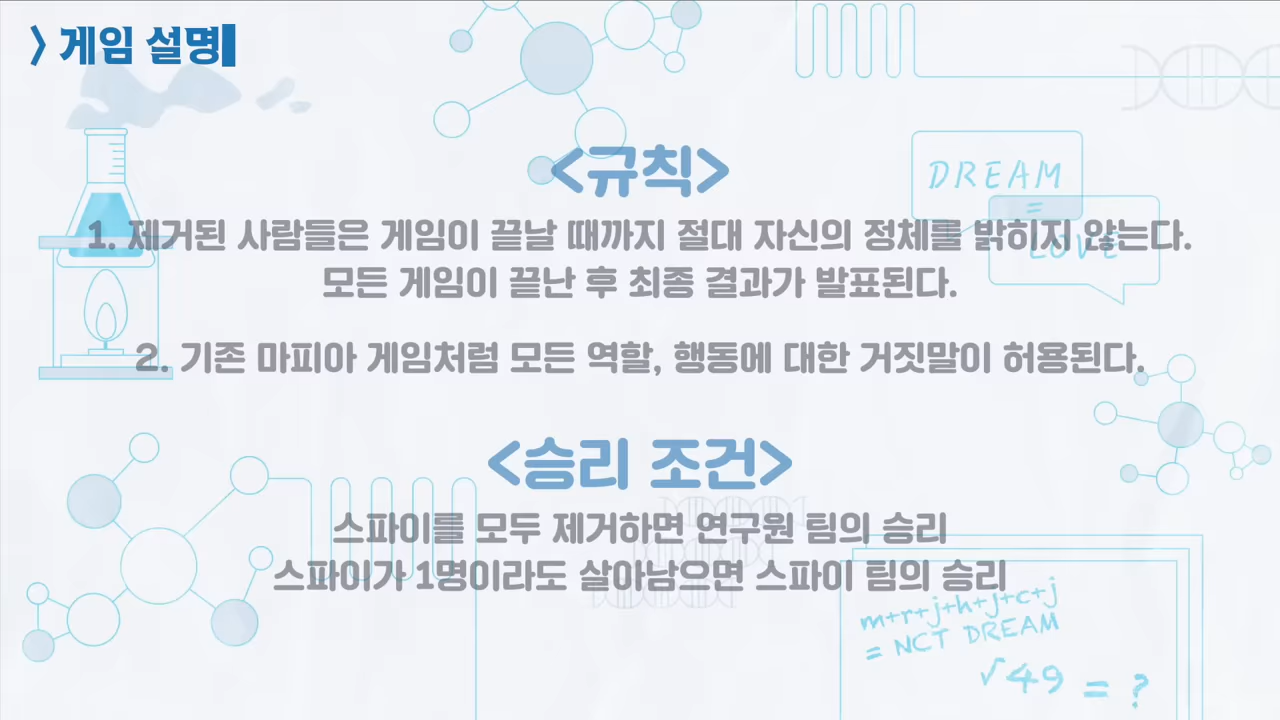 > 게임 설명
<규칙>
1. 제거된 사람들은 게임이 끝날 때까지 절대 자신의 정체를 밝히지 않는다.
모든 게임이 끝난 후 최종 결과가 발표된다.
2. 기존 마피아 게임처럼 모든 역할, 행동에 대한 거짓말이 허용된다.
<승리 조건>
스파이를 모두 제거하면 연구원 팀의 승리
스파이가 1명이라도 살아남으면 스파이 팀의 승리
DREAM
=
LOVE
m+r+j+h+j+c+j
= NCT DREAM
√49 = ?